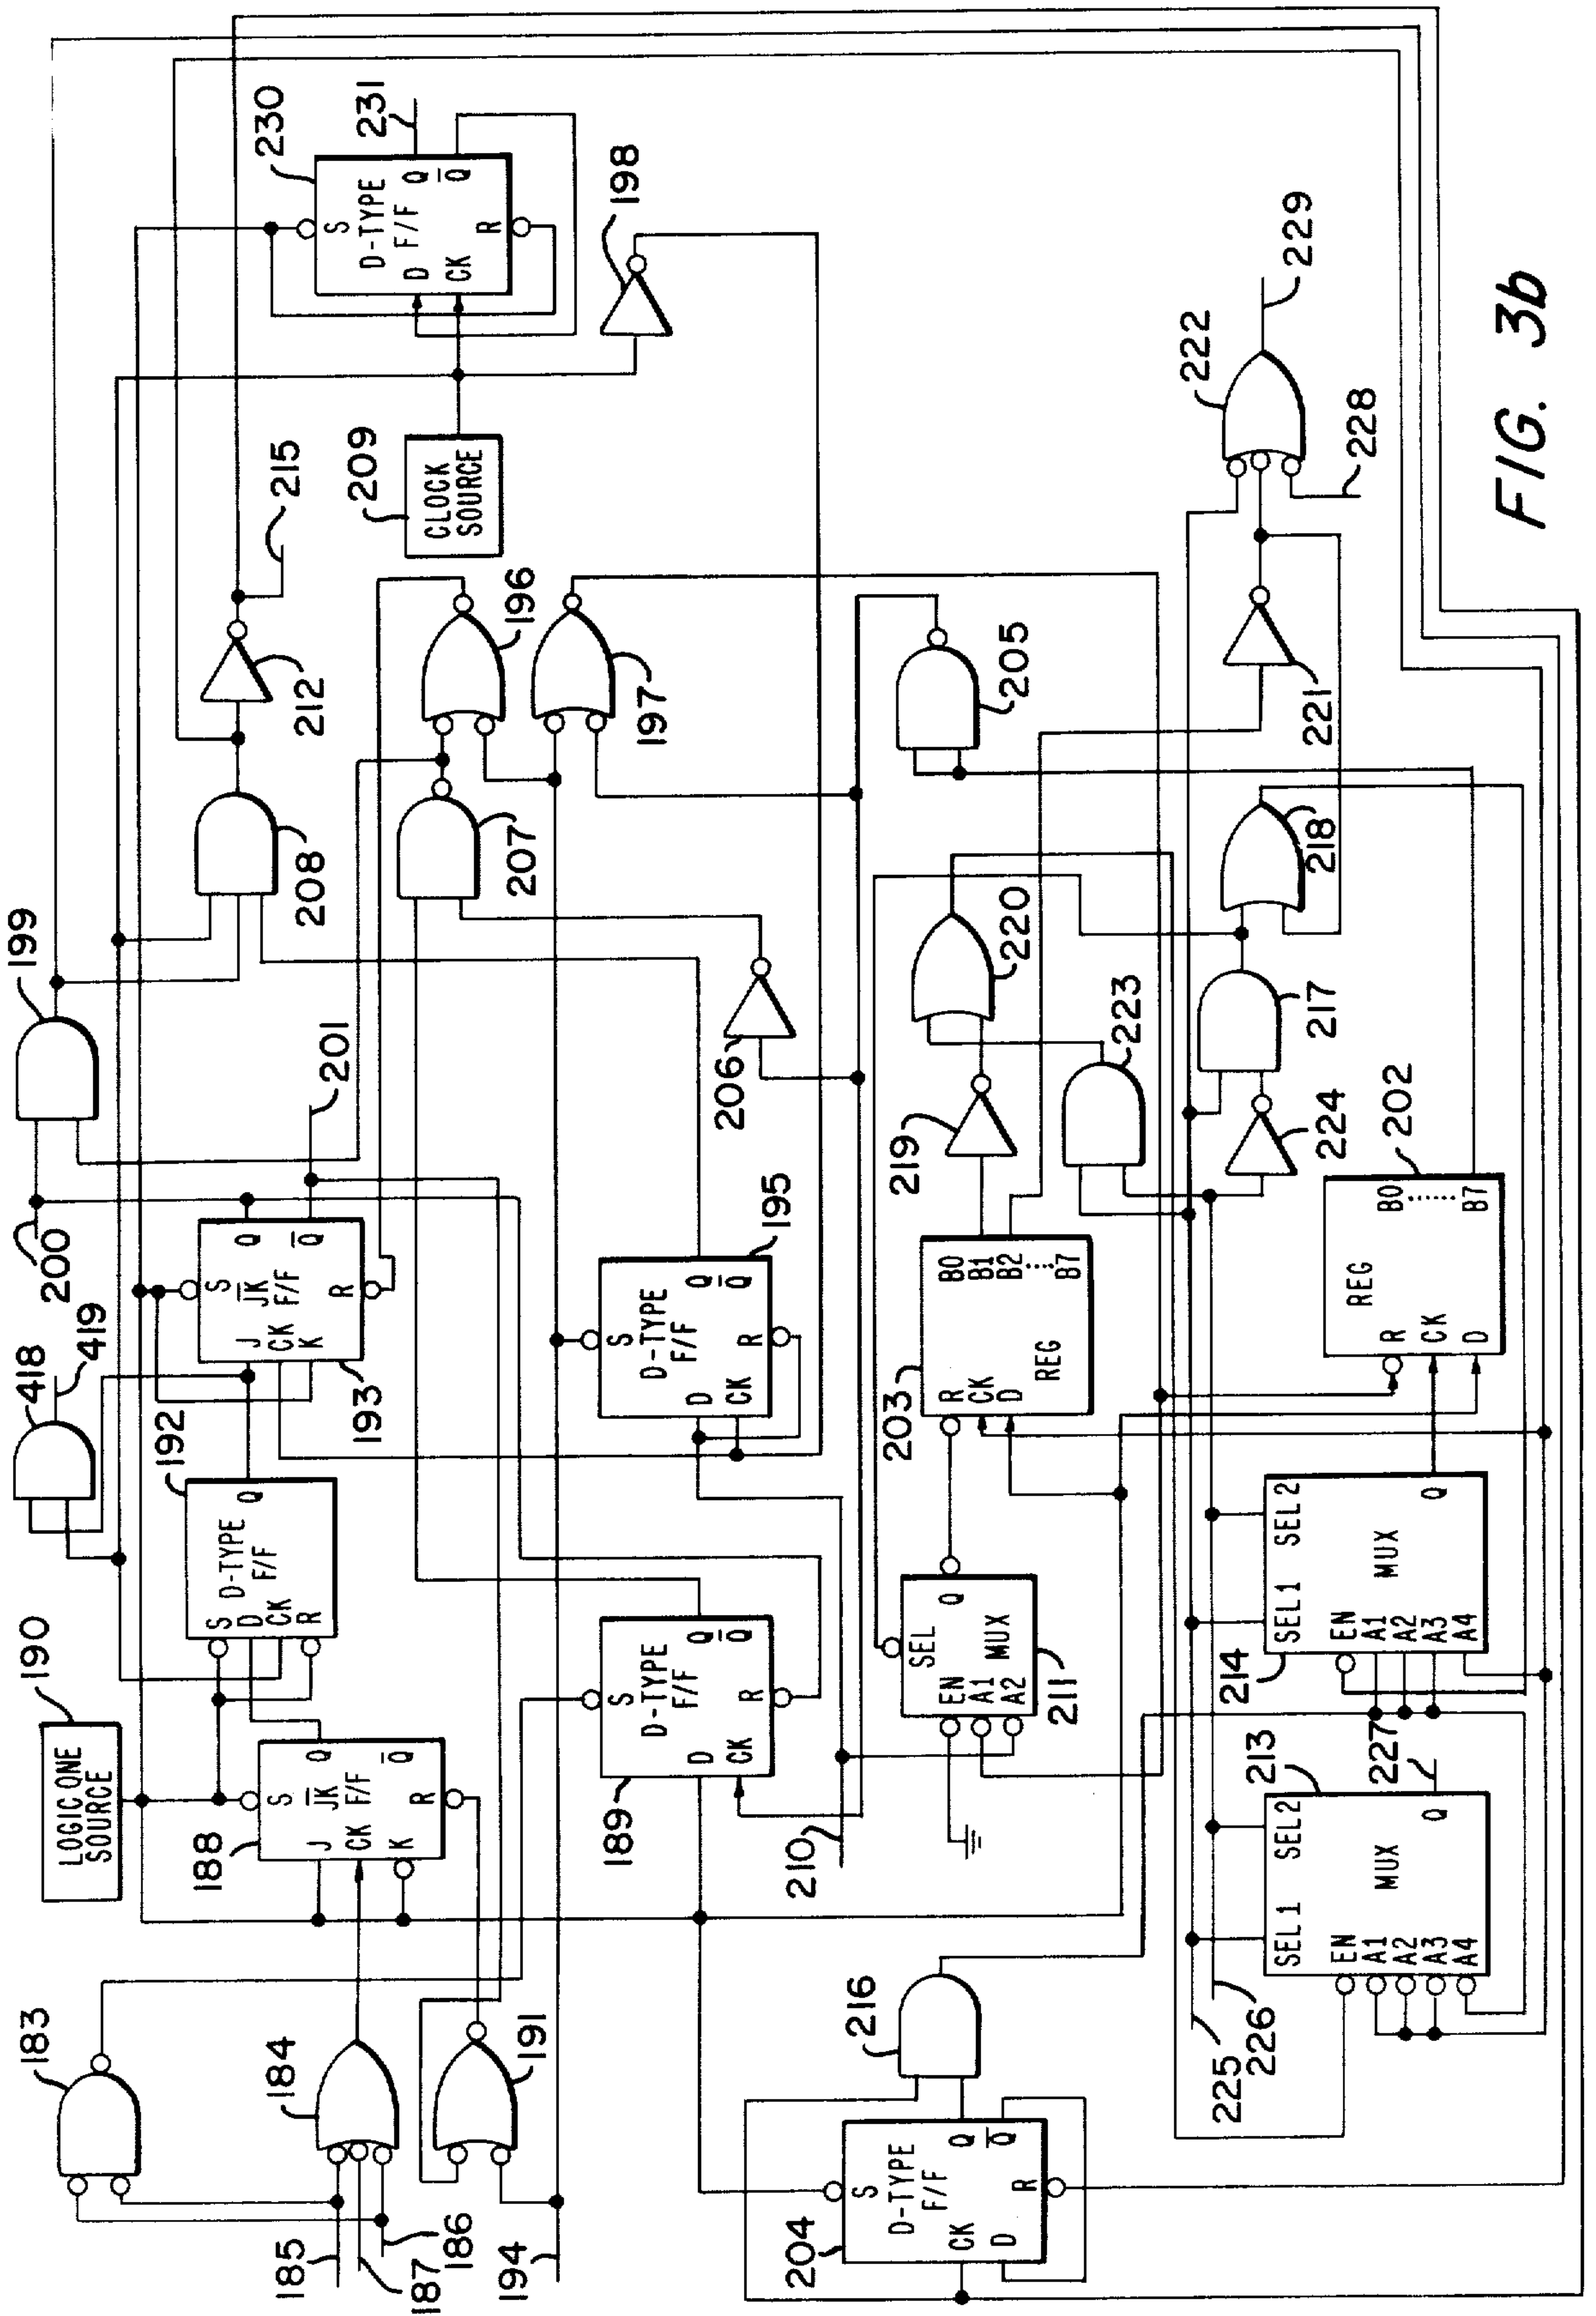 183
184
185
187
186
191
194
LOGIC ONE
SOURCE
190
188
J
S
JK
F/F
CK
K
Q
Q
R
192
S
D-TYPE
D
F/F
CK
R
Q
418
419
193
J
S
JK
CK
F/F
K
R
Q
Q
200
199
201
208
212
215
207
196
197
209
CLOCK
SOURCE
230
S
D-TYPE
D
F/F
CK
Q
Q
R
231
198
189
S
D-TYPE
F/F
D
CK
Q
Q
R
195
S
D-TYPE
D
F/F
CK
R
Q
Q
206
205
210
204
S
D-TYPE
F/F
CK
D
Q
Q
R
216
211
SEL
EN
A1
A2
MUX
Q
203
R
CK
D
REG
B0
B1
B2
B7
219
220
223
217
224
218
221
222
228
229
225
226
213
SEL 1
SEL2
EN
A1
A2
A3
A4
MUX
Q
227
214
SEL1
SEL 2
EN
A1
A2
A3
A4
MUX
Q
202
REG
R
CK
D
B0
B7
FIG. 3b